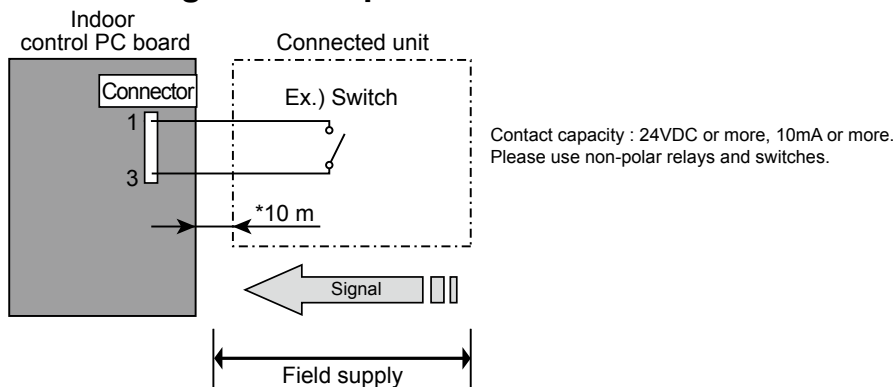 Indoor
control PC board
Connected unit
Connector
Ex.) Switch
1
3
Contact capacity : 24VDC or more, 10mA or more.
Please use non-polar relays and switches.
*10 m
Signal
Field supply